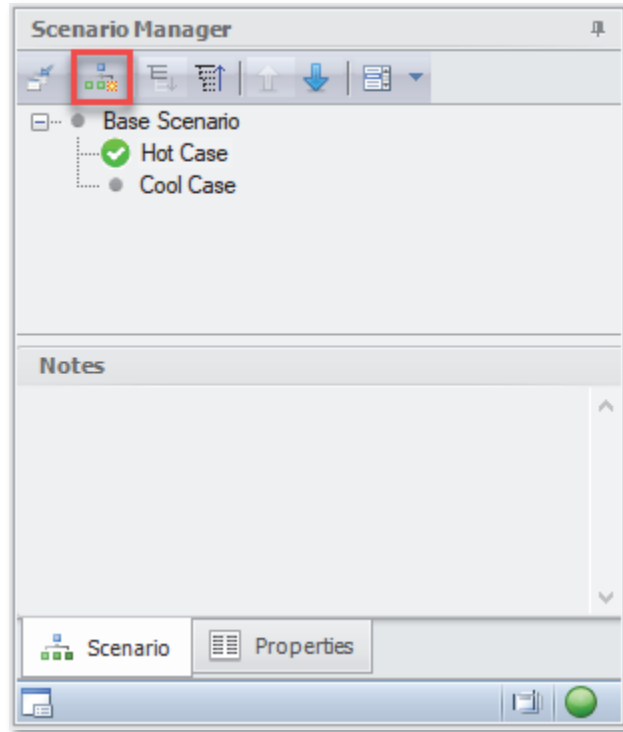 Scenario Manager
Base Scenario
Hot Case
Cool Case
Notes
Scenario
Properties